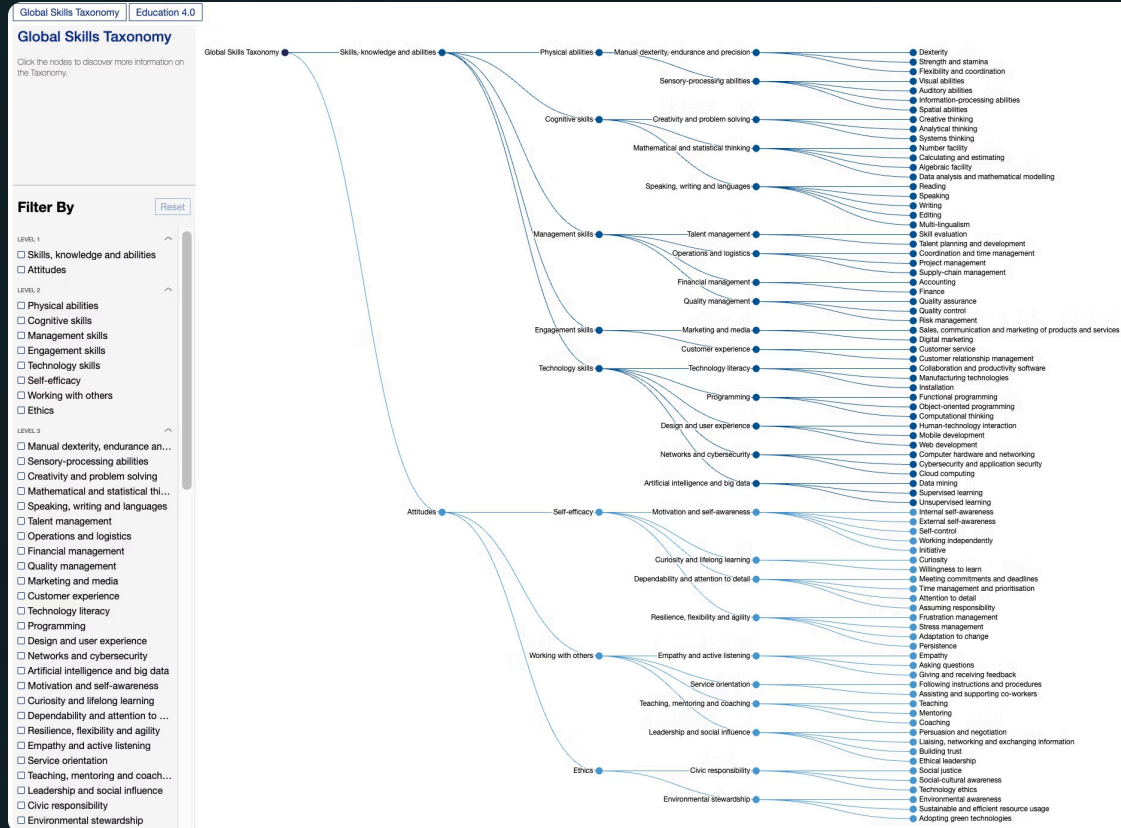 Global Skills Taxonomy
Education 4.0
Global Skills Taxonomy
Click the nodes to discover more information on
the Taxonomy.
Filter By
Reset
LEVEL 1
Skills, knowledge and abilities
Attitudes
LEVEL 2
Physical abilities
Cognitive skills
Management skills
Engagement skills
Technology skills
Self-efficacy
Working with others
Ethics
LEVEL 3
Manual dexterity, endurance an...
Sensory-processing abilities
Creativity and problem solving
Mathematical and statistical thi...
Speaking, writing and languages
Talent management
Operations and logistics
Financial management
Quality management
Marketing and media
Customer experience
Technology literacy
Programming
Design and user experience
Networks and cybersecurity
Artificial intelligence and big data
Motivation and self-awareness
Curiosity and lifelong learning
Dependability and attention to ...
Resilience, flexibility and agility
Empathy and active listening
Service orientation
Teaching, mentoring and coach...
Leadership and social influence
Civic responsibility
Environmental stewardship
Global Skills Taxonomy
Skills, knowledge and abilities
Attitudes
Physical abilities
Cognitive skills
Management skills
Engagement skills
Technology skills
Self-efficacy
Working with others
Ethics
Manual dexterity, endurance and precision
Sensory-processing abilities
Creativity and problem solving
Mathematical and statistical thinking
Speaking, writing and languages
Talent management
Operations and logistics
Financial management
Quality management
Marketing and media
Customer experience
Technology literacy
Programming
Design and user experience
Networks and cybersecurity
Artificial intelligence and big data
Motivation and self-awareness
Curiosity and lifelong learning
Dependability and attention to detail
Resilience, flexibility and agility
Empathy and active listening
Service orientation
Teaching, mentoring and coaching
Leadership and social influence
Civic responsibility
Environmental stewardship
Dexterity
Strength and stamina
Flexibility and coordination
Visual abilities
Auditory abilities
Information-processing abilities
Spatial abilities
Creative thinking
Analytical thinking
Systems thinking
Number facility
Calculating and estimating
Algebraic facility
Data analysis and mathematical modelling
Reading
Speaking
Writing
Editing
Multi-lingualism
Skill evaluation
Talent planning and development
Coordination and time management
Project management
Supply-chain management
Accounting
Finance
Quality assurance
Quality control
Risk management
Sales, communication and marketing of products and services
Digital marketing
Customer service
Customer relationship management
Collaboration and productivity software
Manufacturing technologies
Installation
Functional programming
Object-oriented programming
Computational thinking
Human-technology interaction
Mobile development
Web development
Computer hardware and networking
Cybersecurity and application security
Cloud computing
Data mining
Supervised learning
Unsupervised learning
Internal self-awareness
External self-awareness
Self-control
Working independently
Initiative
Curiosity
Willingness to learn
Meeting commitments and deadlines
Time management and prioritisation
Attention to detail
Assuming responsibility
Frustration management
Stress management
Adaptation to change
Persistence
Empathy
Asking questions
Giving and receiving feedback
Following instructions and procedures
Assisting and supporting co-workers
Teaching
Mentoring
Coaching
Persuasion and negotiation
Liaising, networking and exchanging information
Building trust
Ethical leadership
Social justice
Social-cultural awareness
Technology ethics
Environmental awareness
Sustainable and efficient resource usage
Adopting green technologies